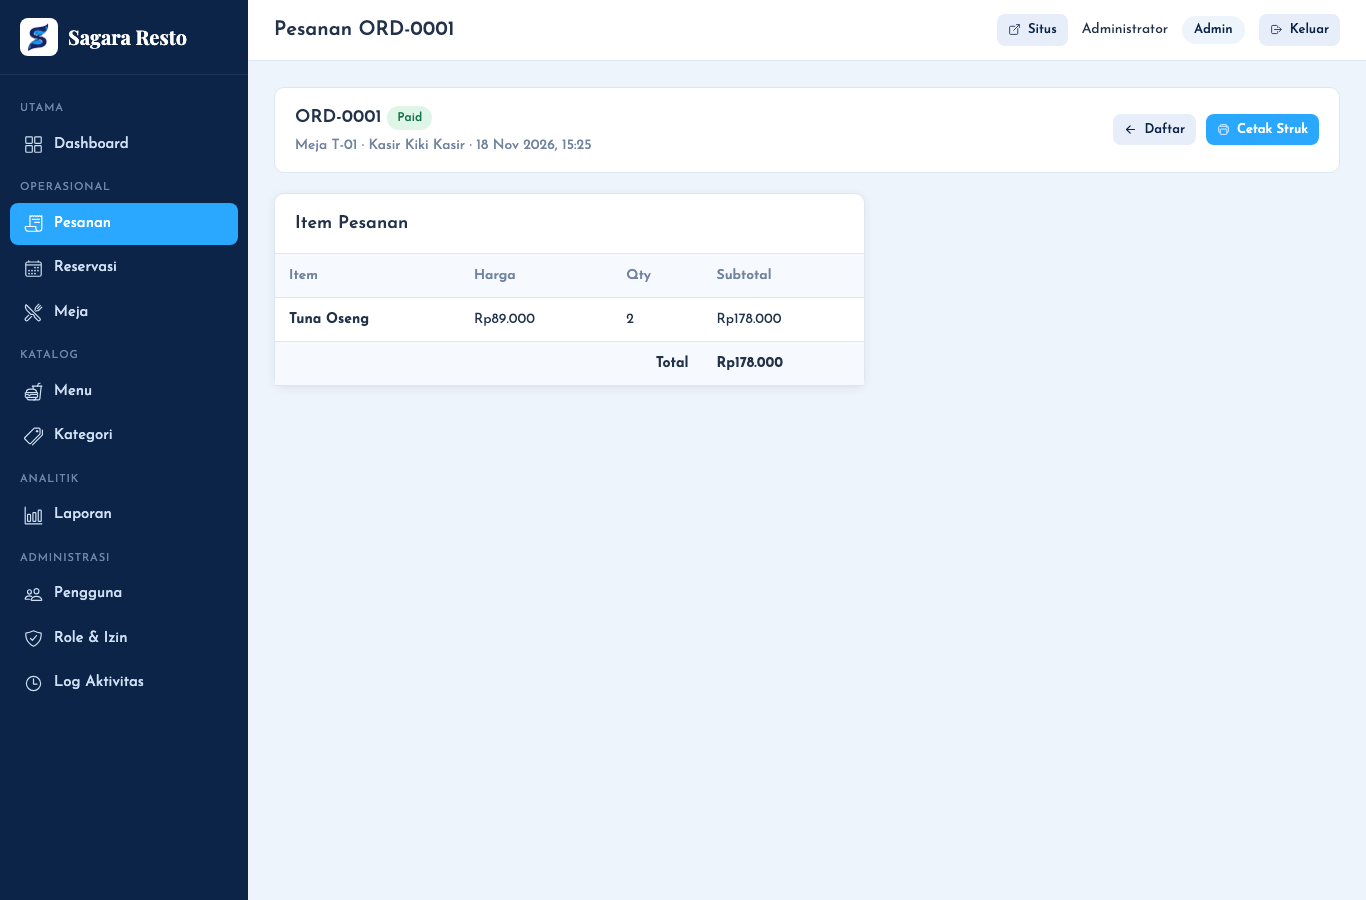 Sagara Resto
UTAMA
Dashboard
OPERASIONAL
Pesanan
Reservasi
Meja
KATALOG
Menu
Kategori
ANALITIK
Laporan
ADMINISTRASI
Pengguna
Role & Izin
Log Aktivitas
Pesanan ORD-0001
Situs Administrator Admin Keluar
ORD-0001 Paid
Meja T-01 · Kasir Kiki Kasir · 18 Nov 2026, 15:25
Daftar Cetak Struk
Item Pesanan
Item Harga Qty Subtotal
Tuna Oseng Rp89.000 2 Rp178.000
Total Rp178.000